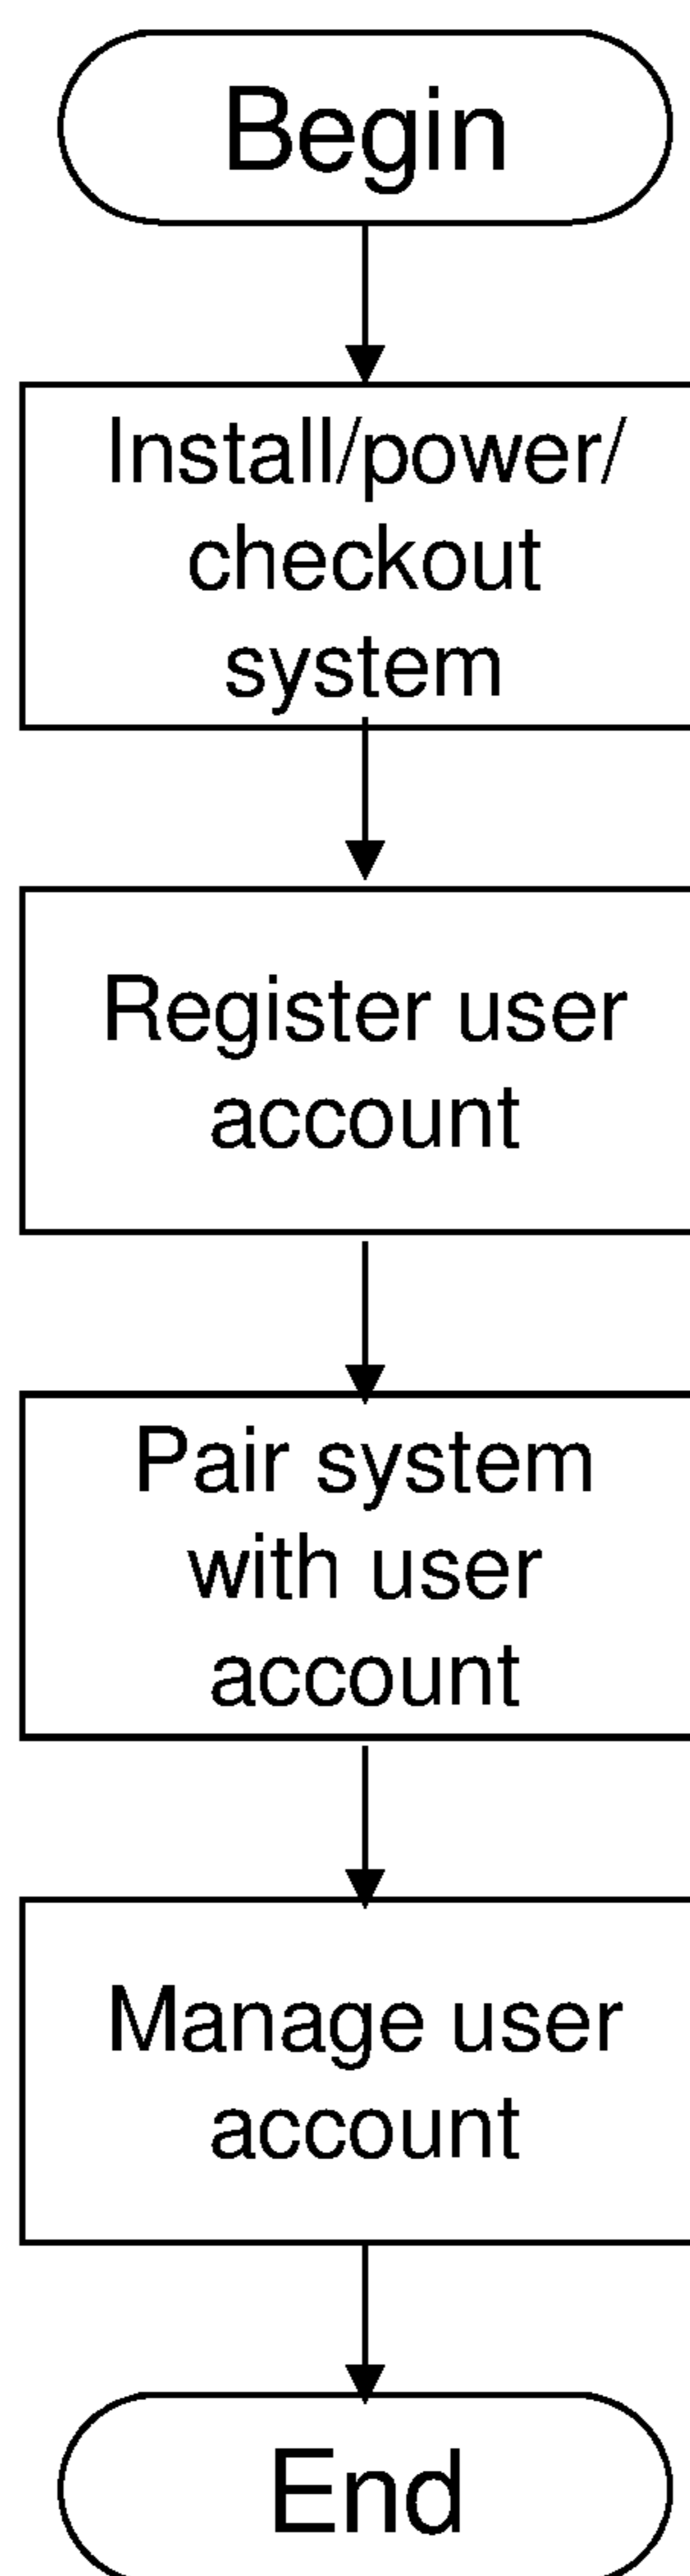 Begin
Install/power/
checkout
system
Register user
account
Pair system
with user
account
Manage user
account
End